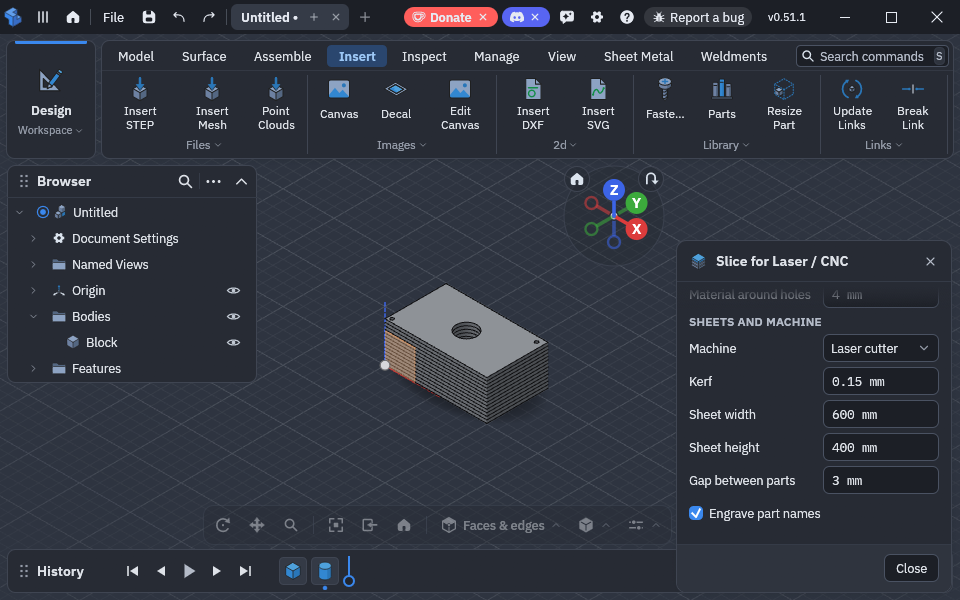 File
Untitled •
Donate
Report a bug
v0.51.1
Design
Workspace
Model
Surface
Assemble
Insert
Inspect
Manage
View
Sheet Metal
Weldments
Search commands
S
Insert STEP
Insert Mesh
Point Clouds
Files
Canvas
Decal
Edit Canvas
Images
Insert DXF
Insert SVG
2d
Faste...
Parts
Resize Part
Library
Update Links
Break Link
Links
Browser
Untitled
Document Settings
Named Views
Origin
Bodies
Block
Features
Z
Y
X
Slice for Laser / CNC
Material around holes
4 mm
SHEETS AND MACHINE
Machine
Laser cutter
Kerf
0.15 mm
Sheet width
600 mm
Sheet height
400 mm
Gap between parts
3 mm
Engrave part names
Close
Faces & edges
History